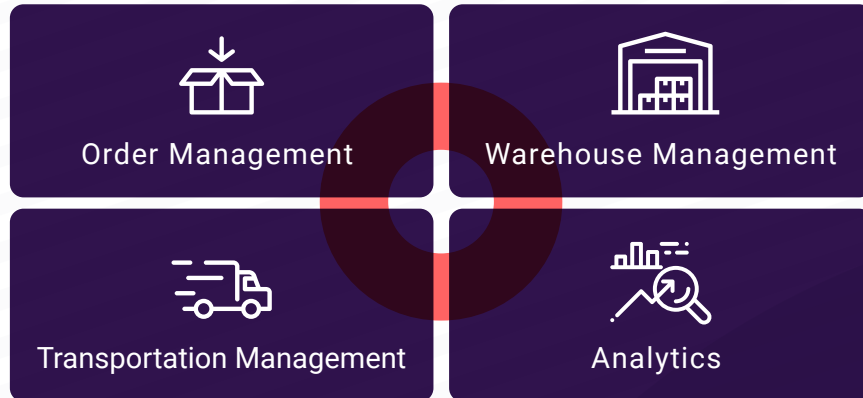 Order Management
Warehouse Management
Transportation Management
Analytics